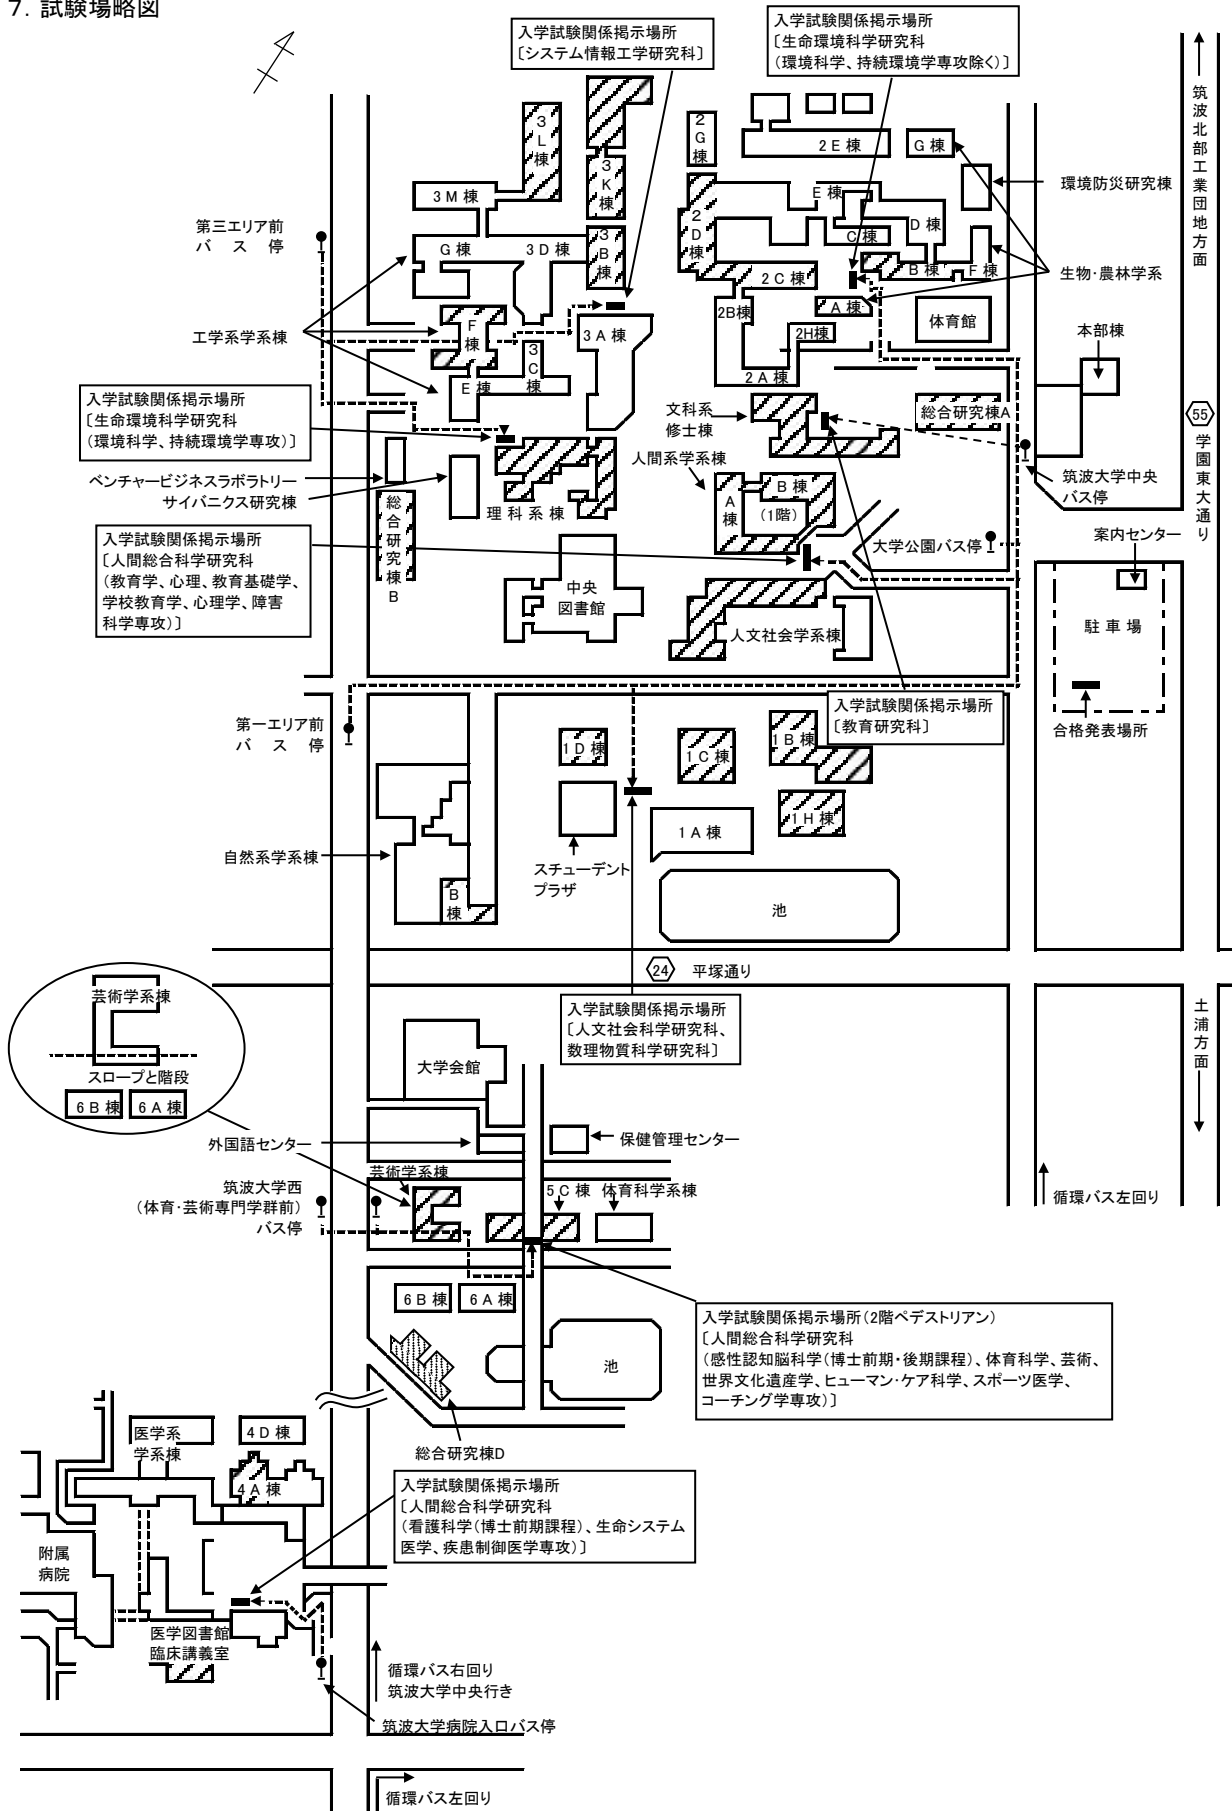 7. 試験場略図
入学試験関係掲示場所
〔システム情報工学研究科〕
入学試験関係掲示場所
〔生命環境科学研究科
（環境科学、持続環境学専攻除く）〕
筑波北部工業団地方面
3L棟
3K棟
2G棟
2E棟
G棟
環境防災研究棟
3M棟
E棟
第三エリア前
バス停
G棟
3D棟
3B棟
2D棟
C棟
D棟
2C棟
B棟
F棟
生物・農林学系
A棟
2B棟
体育館
本部棟
工学系学系棟
F棟
3C棟
3A棟
2H棟
2A棟
E棟
入学試験関係掲示場所
〔生命環境科学研究科
（環境科学、持続環境学専攻）〕
文科系
修士棟
総合研究棟A
55
学園東大通り
人間系学系棟
ベンチャービジネスラボラトリー
サイバニクス研究棟
総合研究棟B
理科系棟
A棟
B棟
（1階）
筑波大学中央
バス停
入学試験関係掲示場所
〔人間総合科学研究科
（教育学、心理、教育基礎学、
学校教育学、心理学、障害
科学専攻）〕
大学公園バス停
案内センター
中央
図書館
人文社会学系棟
駐車場
入学試験関係掲示場所
〔教育研究科〕
合格発表場所
第一エリア前
バス停
1D棟
1C棟
1B棟
1A棟
1H棟
自然系学系棟
スチューデント
プラザ
B棟
池
24
平塚通り
芸術学系棟
スロープと階段
6B棟
6A棟
入学試験関係掲示場所
〔人文社会科学研究科、
数理物質科学研究科〕
土浦方面
大学会館
外国語センター
保健管理センター
芸術学系棟
5C棟
体育科学系棟
筑波大学西
（体育・芸術専門学群前）
バス停
循環バス左回り
6B棟
6A棟
池
入学試験関係掲示場所（2階ペデストリアン）
〔人間総合科学研究科
（感性認知脳科学（博士前期・後期課程）、体育科学、芸術、
世界文化遺産学、ヒューマン・ケア科学、スポーツ医学、
コーチング学専攻）〕
総合研究棟D
医学系
学系棟
4D棟
4A棟
入学試験関係掲示場所
〔人間総合科学研究科
（看護科学（博士前期課程）、生命システム
医学、疾患制御医学専攻）〕
附属
病院
医学図書館
臨床講義室
循環バス右回り
筑波大学中央行き
筑波大学病院入口バス停
循環バス左回り